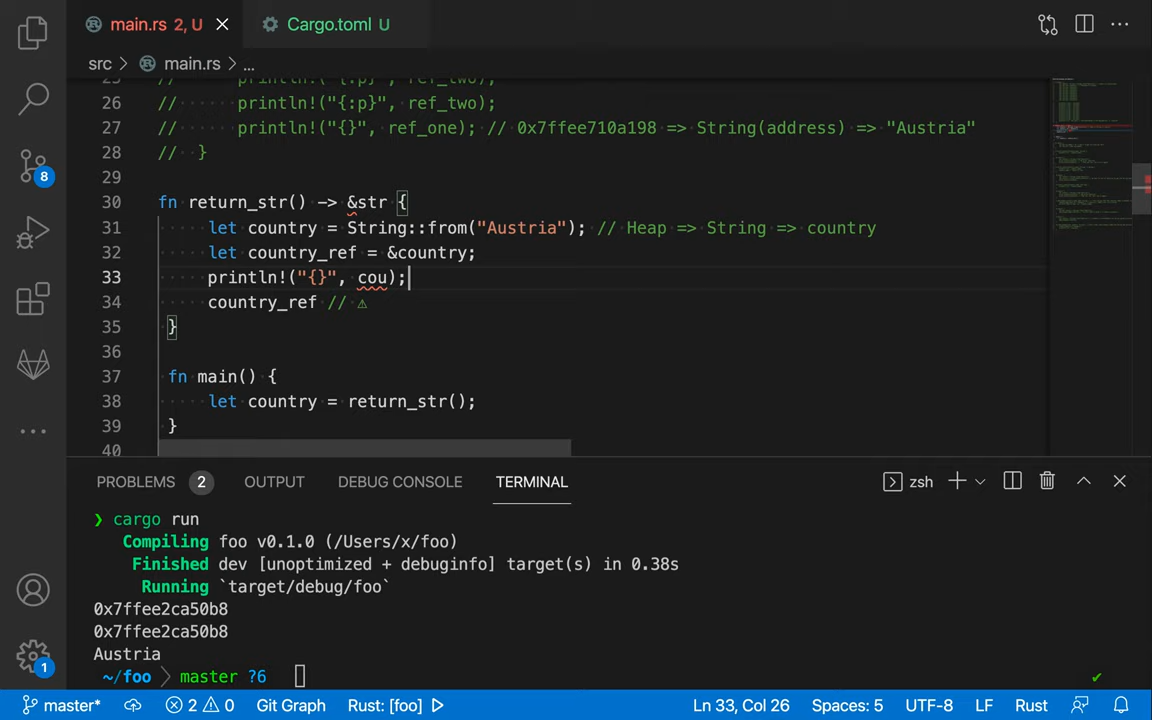 main.rs 2, U
Cargo.toml U
src > main.rs > ...
25 // println!("{:p}", ref_two);
26 // println!("{:p}", ref_two);
27 // println!("{}", ref_one); // 0x7ffee710a198 => String(address) => "Austria"
28 // }
29
30 fn return_str() -> &str {
31 let country = String::from("Austria"); // Heap => String => country
32 let country_ref = &country;
33 println!("{}", cou);
34 country_ref // ⚠
35 }
36
37 fn main() {
38 let country = return_str();
39 }
40
8
1
PROBLEMS 2 OUTPUT DEBUG CONSOLE TERMINAL zsh
❯ cargo run
Compiling foo v0.1.0 (/Users/x/foo)
Finished dev [unoptimized + debuginfo] target(s) in 0.38s
Running `target/debug/foo`
0x7ffee2ca50b8
0x7ffee2ca50b8
Austria
~/foo master ?6
master* 2 0 Git Graph Rust: [foo] Ln 33, Col 26 Spaces: 5 UTF-8 LF Rust